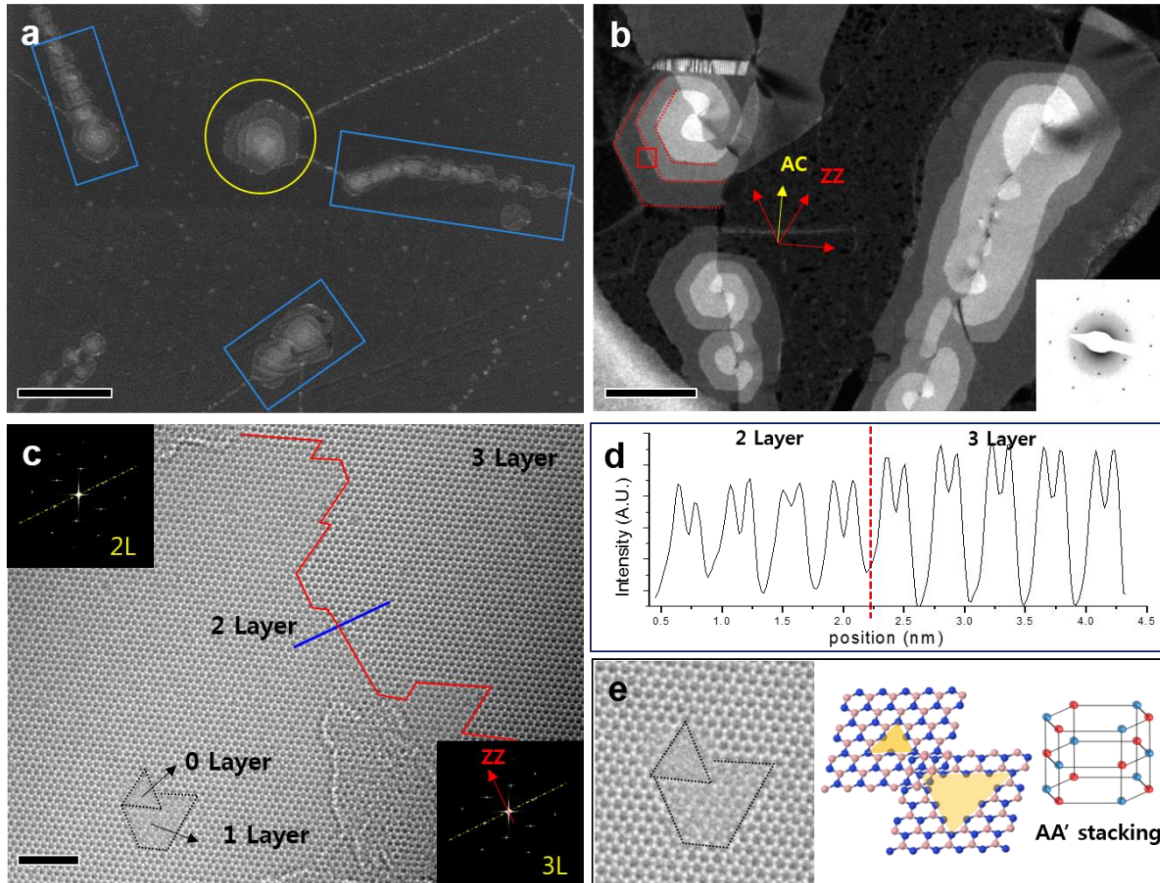 a
b
AC
ZZ
c
2L
3 Layer
2 Layer
0 Layer
1 Layer
ZZ
3L
d
2 Layer
3 Layer
Intensity (A.U.)
0.5 1.0 1.5 2.0 2.5 3.0 3.5 4.0 4.5
position (nm)
e
AA' stacking